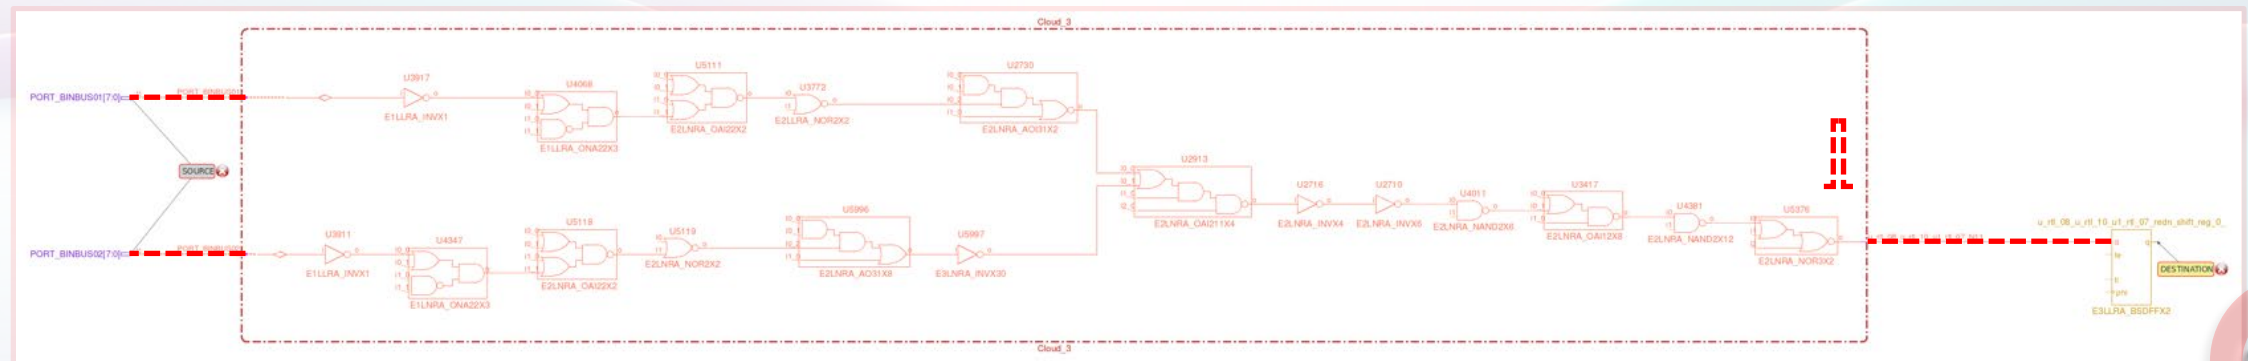 Cloud_3
PORT_BINBUS01[7:0]
U3917
E1LLRA_INVX1
U4068
E1LLRA_ONA22X3
U5111
E2LNRA_OAI22X2
U3772
E2LLRA_NOR2X2
U2730
E2LNRA_AOI31X2
SOURCE
U2913
E2LNRA_OAI211X4
U2716
E2LNRA_INVX4
U2710
E2LNRA_INVX6
U4011
E2LNRA_NAND2X6
U3417
E2LNRA_OAI12X8
U4381
E2LNRA_NAND2X12
U5376
E2LNRA_NOR3X2
PORT_BINBUS02[7:0]
U3911
E1LLRA_INVX1
U4347
E1LNRA_ONA22X3
U5118
E2LNRA_OAI22X2
U5119
E2LNRA_NOR2X2
U5996
E2LNRA_AO31X8
U5997
E3LNRA_INVX30
u_rtl_08_u_rtl_10_u1_rtl_07_redn_shift_reg_0_
DESTINATION
E3LLRA_BSDFFX2
Cloud_3